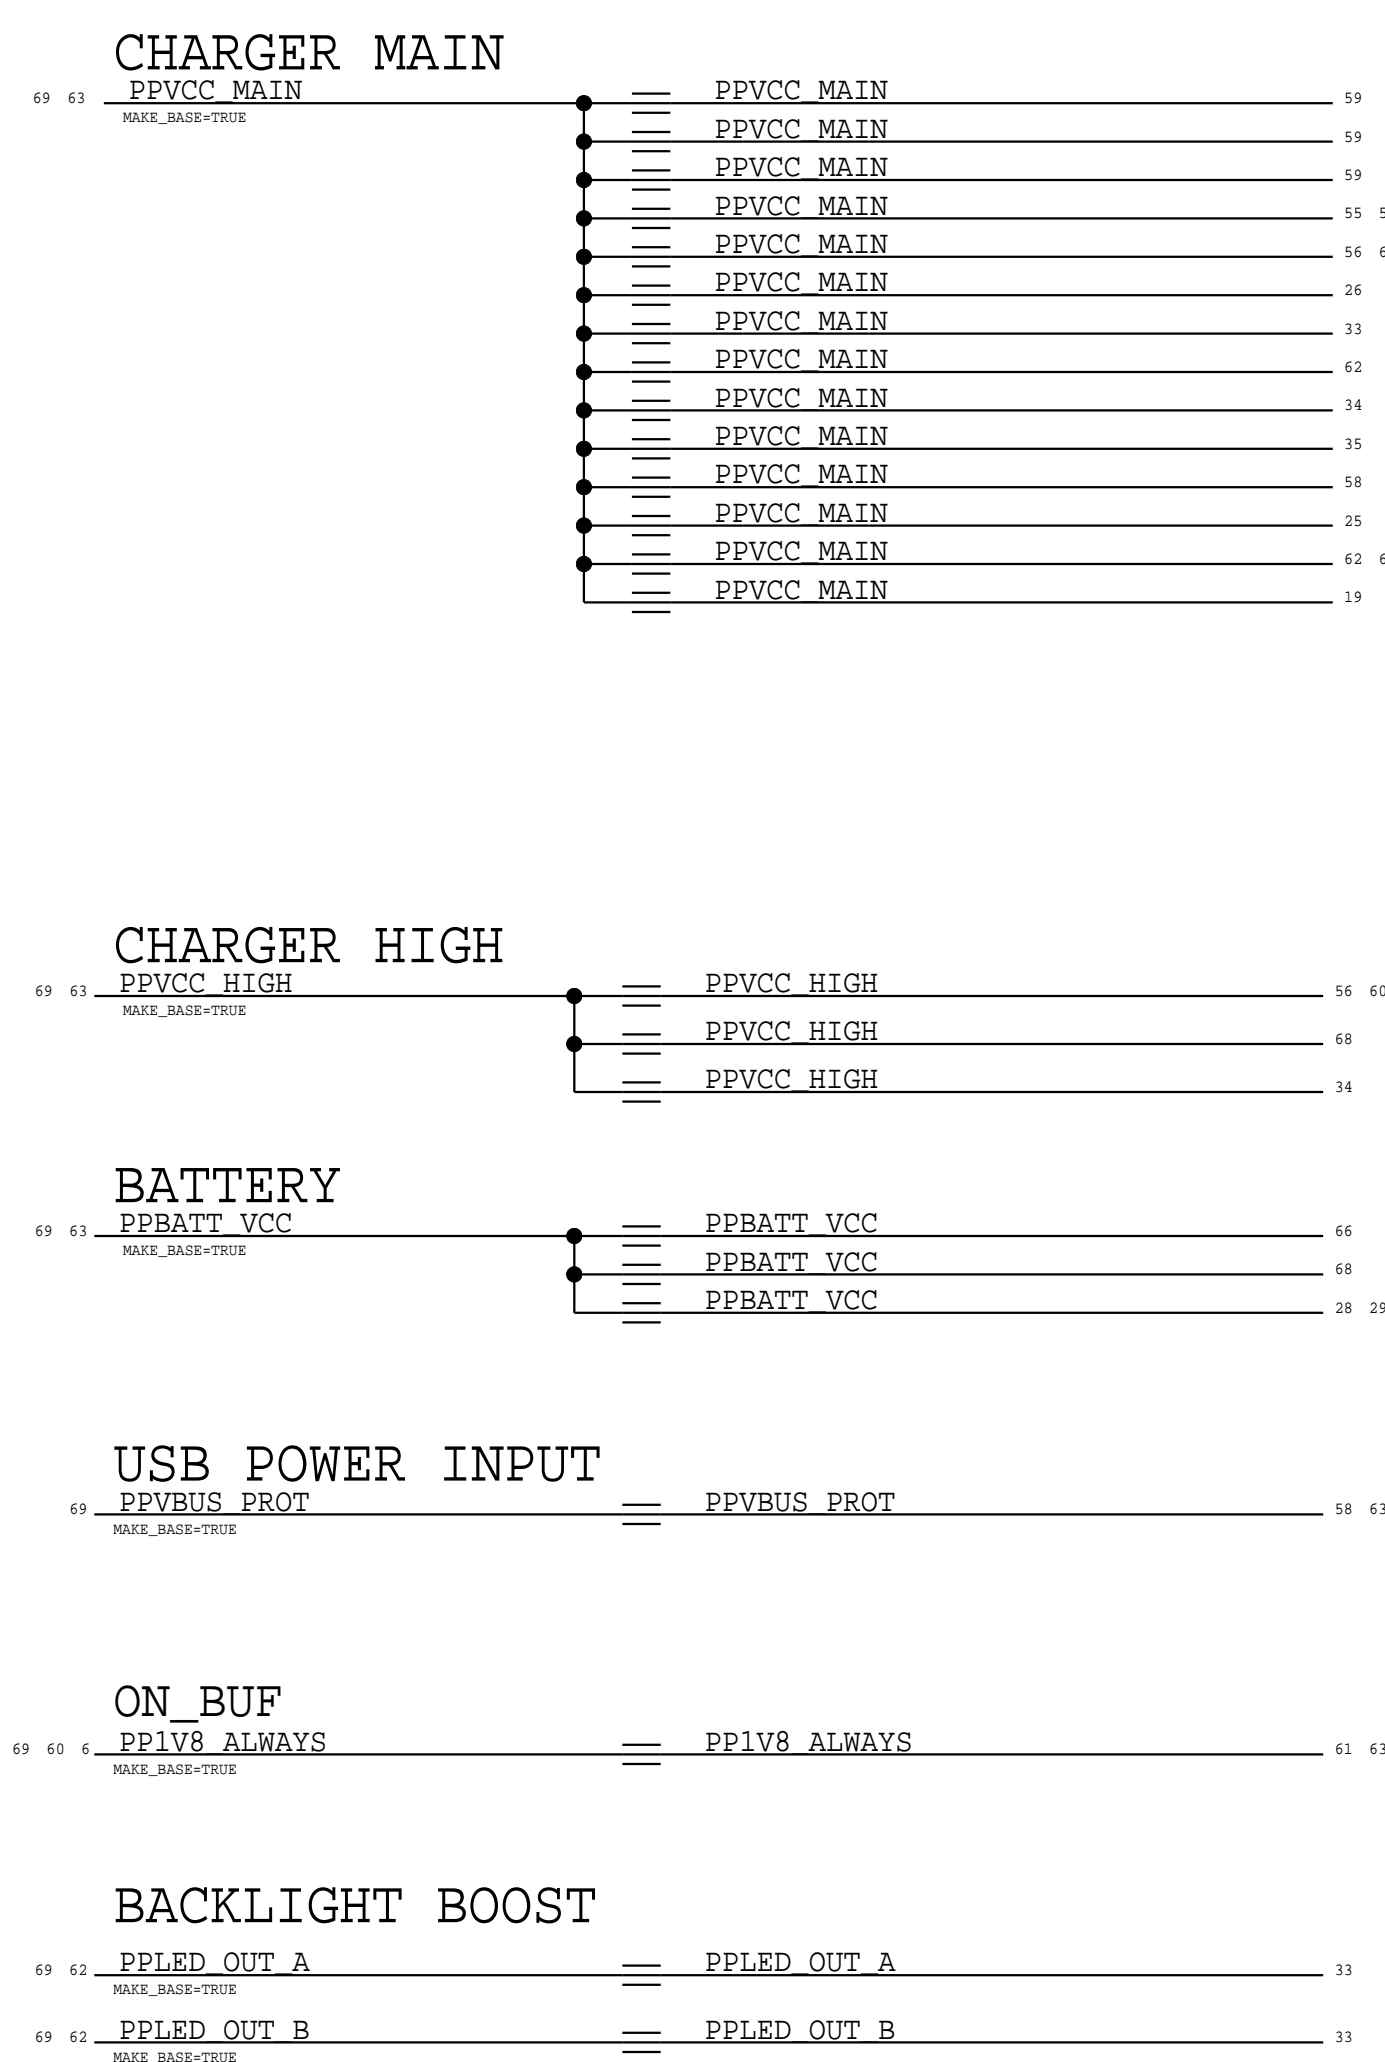 CHARGER MAIN
69 63 PPVCC_MAIN PPVCC_MAIN 59
MAKE_BASE=TRUE
PPVCC_MAIN 59
PPVCC_MAIN 59
PPVCC_MAIN 55
PPVCC_MAIN 56
PPVCC_MAIN 26
PPVCC_MAIN 33
PPVCC_MAIN 62
PPVCC_MAIN 34
PPVCC_MAIN 35
PPVCC_MAIN 58
PPVCC_MAIN 25
PPVCC_MAIN 62
PPVCC_MAIN 19
CHARGER HIGH
69 63 PPVCC_HIGH PPVCC_HIGH 56 60
MAKE_BASE=TRUE
PPVCC_HIGH 68
PPVCC_HIGH 34
BATTERY
69 63 PPBATT_VCC PPBATT_VCC 66
MAKE_BASE=TRUE
PPBATT_VCC 68
PPBATT_VCC 28 29
USB POWER INPUT
69 PPVBUS_PROT PPVBUS_PROT 58 63
MAKE_BASE=TRUE
ON_BUF
69 60 6 PP1V8_ALWAYS PP1V8_ALWAYS 61 63
MAKE_BASE=TRUE
BACKLIGHT BOOST
69 62 PPLED_OUT_A PPLED_OUT_A 33
MAKE_BASE=TRUE
69 62 PPLED_OUT_B PPLED_OUT_B 33
MAKE_BASE=TRUE